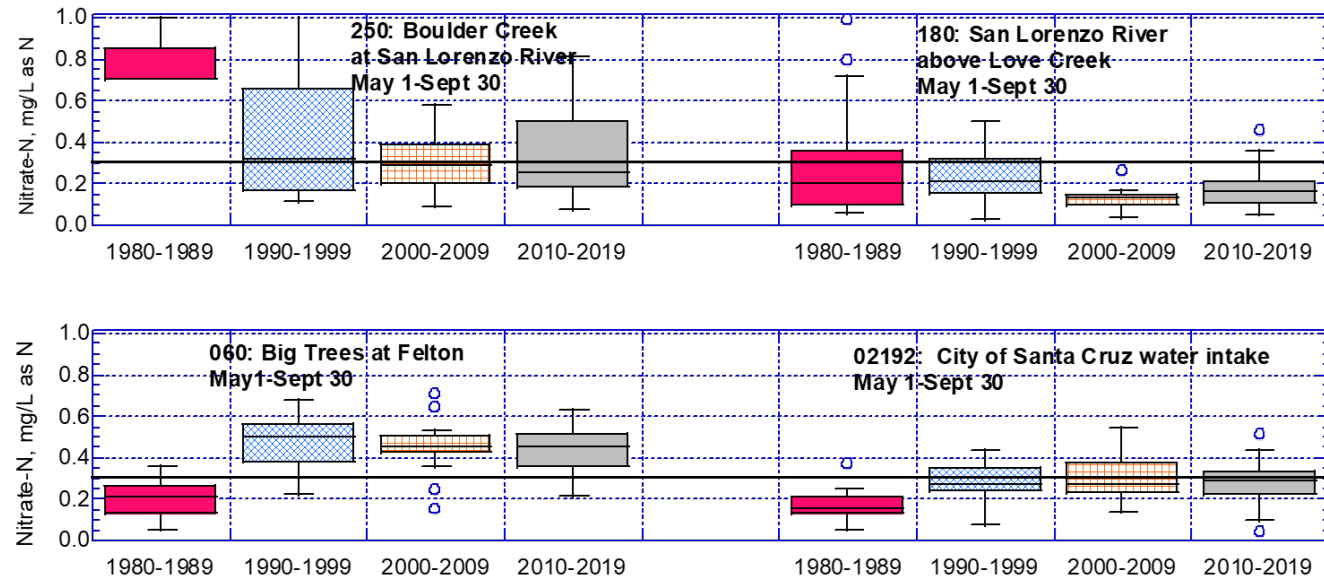 Nitrate-N, mg/L as N
1.0
0.8
0.6
0.4
0.2
0.0
250: Boulder Creek
at San Lorenzo River
May 1-Sept 30
180: San Lorenzo River
above Love Creek
May 1-Sept 30
1980-1989 1990-1999 2000-2009 2010-2019 1980-1989 1990-1999 2000-2009 2010-2019
Nitrate-N, mg/L as N
1.0
0.8
0.6
0.4
0.2
0.0
060: Big Trees at Felton
May1-Sept 30
02192: City of Santa Cruz water intake
May 1-Sept 30
1980-1989 1990-1999 2000-2009 2010-2019 1980-1989 1990-1999 2000-2009 2010-2019